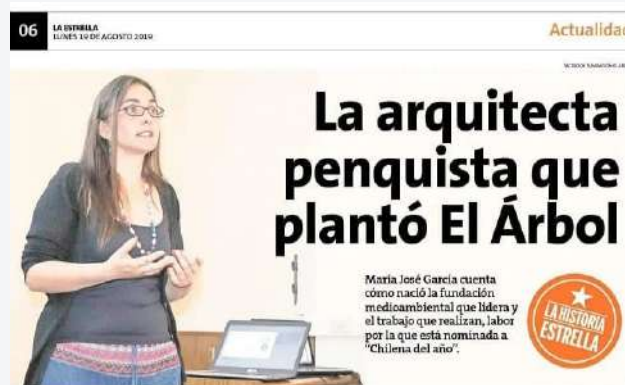 06
LA ESTRELLA
LUNES 19 DE AGOSTO 2019
Actualidad
La arquitecta
penquista que
plantó El Árbol
María José García cuenta
cómo nació la fundación
medioambiental que lidera y
el trabajo que realizan, labor
por la que está nominada a
"Chilena del año".
LA HISTORIA
ESTRELLA